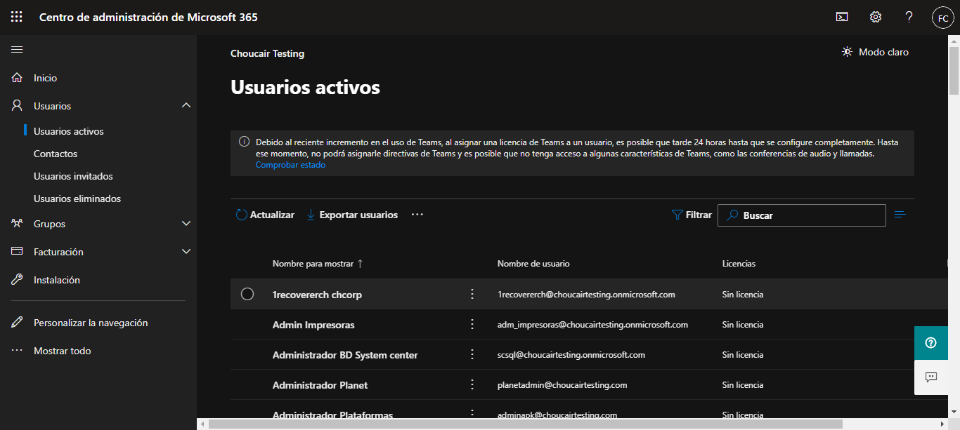 Centro de administración de Microsoft 365
?
FC
Choucair Testing
Modo claro
Inicio
Usuarios
Usuarios activos
Contactos
Usuarios invitados
Usuarios eliminados
Grupos
Facturación
Instalación
Personalizar la navegación
Mostrar todo
Usuarios activos
Debido al reciente incremento en el uso de Teams, al asignar una licencia de Teams a un usuario, es posible que tarde 24 horas hasta que se configure completamente. Hasta
ese momento, no podrá asignarle directivas de Teams y es posible que no tenga acceso a algunas características de Teams, como las conferencias de audio y llamadas.
Comprobar estado
Actualizar Exportar usuarios ... Filtrar Buscar
Nombre para mostrar ↑ Nombre de usuario Licencias
1recovererch chcorp 1recovererch@choucairtesting.onmicrosoft.com Sin licencia
Admin Impresoras adm_impresoras@choucairtesting.onmicrosoft.com Sin licencia
Administrador BD System center scsql@choucairtesting.onmicrosoft.com Sin licencia
Administrador Planet planetadmin@choucairtesting.com Sin licencia
Administrador Plataformas adminapk@choucairtesting.com Sin licencia